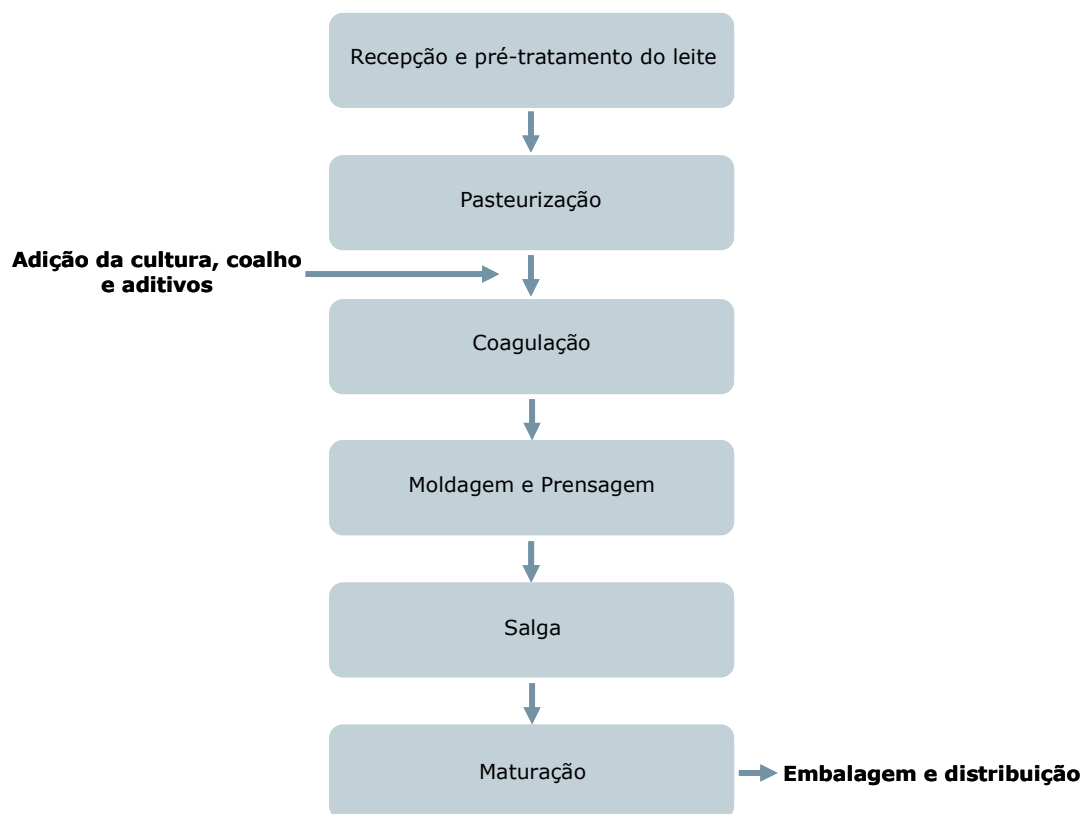 Recepção e pré-tratamento do leite
Pasteurização
Adição da cultura, coalho
e aditivos
Coagulação
Moldagem e Prensagem
Salga
Maturação
Embalagem e distribuição